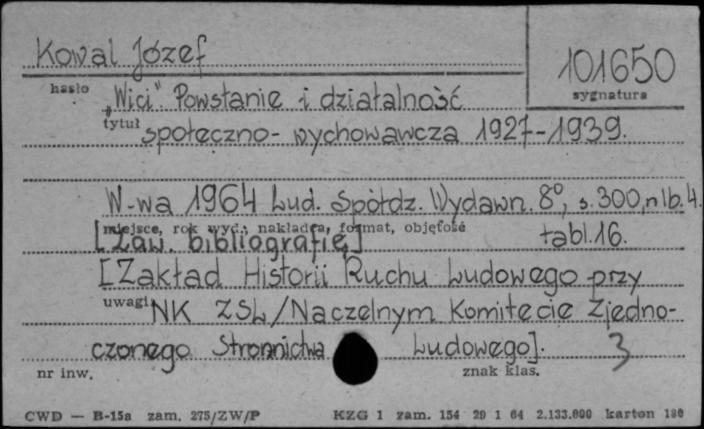 Kowal Józef
101650
hasło
sygnatura
„Wici" Powstanie i działalność
tytuł
społeczno-wychowawcza 1927-1939.
W-wa 1964 Lud. Spółdz. Wydawn. 8°, s. 300, nlb. 4.
miejsce, rok wyd., nakładca, format, objętość
[Zaw. bibliografię] tabl. 16.
[Zakład Historii Ruchu Ludowego przy
uwagi
NK ZSL/Naczelnym Komitecie Zjedno-
czonego Stronnictwa Ludowego]. 3
nr inw. znak klas.
CWD — B-15a zam. 275/ZW/P KZG 1 zam. 154 29 1 64 2.133.000 karton